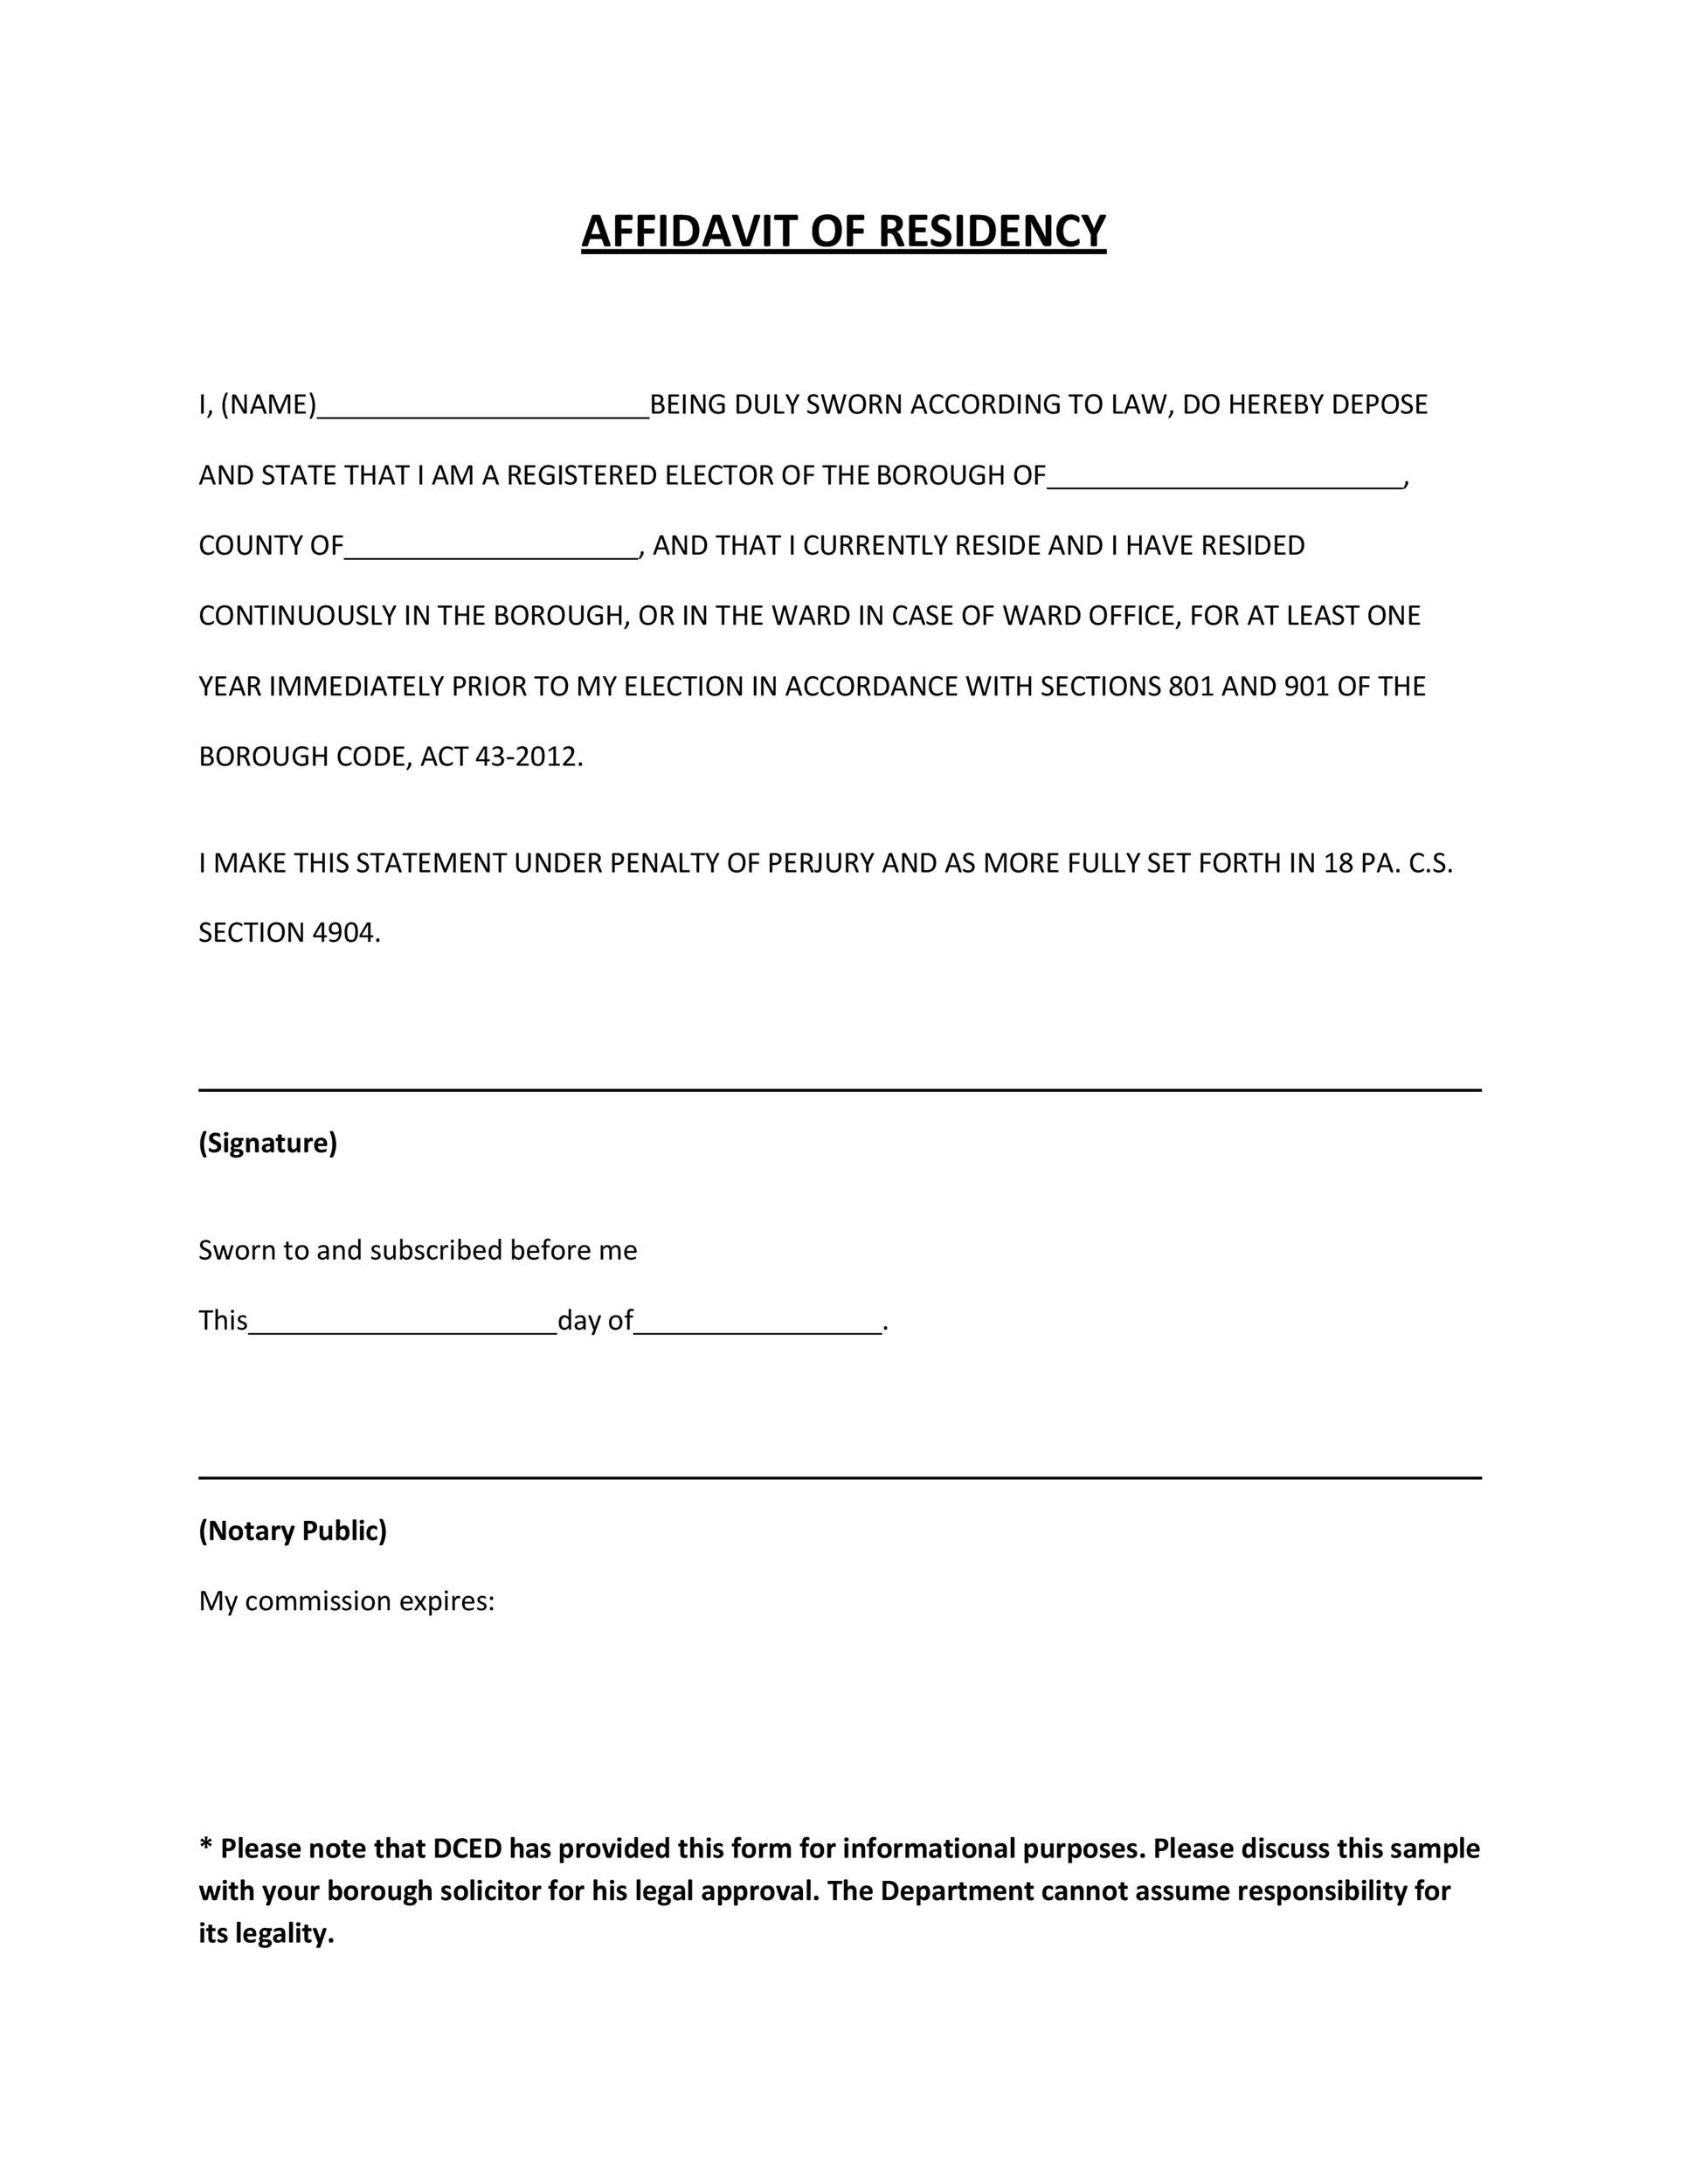 AFFIDAVIT OF RESIDENCY
I, (NAME)________________________BEING DULY SWORN ACCORDING TO LAW, DO HEREBY DEPOSE
AND STATE THAT I AM A REGISTERED ELECTOR OF THE BOROUGH OF__________________________,
COUNTY OF_____________________, AND THAT I CURRENTLY RESIDE AND I HAVE RESIDED
CONTINUOUSLY IN THE BOROUGH, OR IN THE WARD IN CASE OF WARD OFFICE, FOR AT LEAST ONE
YEAR IMMEDIATELY PRIOR TO MY ELECTION IN ACCORDANCE WITH SECTIONS 801 AND 901 OF THE
BOROUGH CODE, ACT 43-2012.
I MAKE THIS STATEMENT UNDER PENALTY OF PERJURY AND AS MORE FULLY SET FORTH IN 18 PA. C.S.
SECTION 4904.
(Signature)
Sworn to and subscribed before me
This______________________day of__________________.
(Notary Public)
My commission expires:
* Please note that DCED has provided this form for informational purposes. Please discuss this sample
with your borough solicitor for his legal approval. The Department cannot assume responsibility for
its legality.